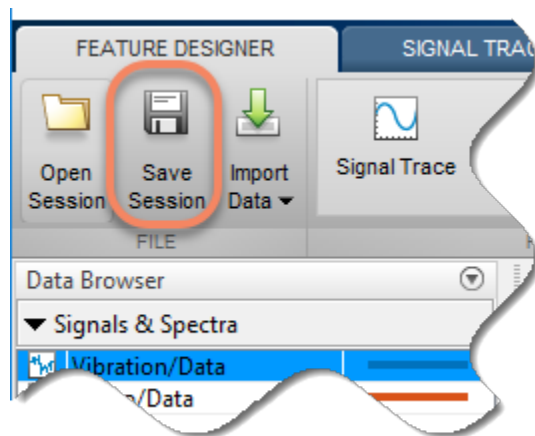 FEATURE DESIGNER SIGNAL TRAC
Open Session Save Session Import Data Signal Trace
FILE
Data Browser
Signals & Spectra
Vibration/Data
/Data